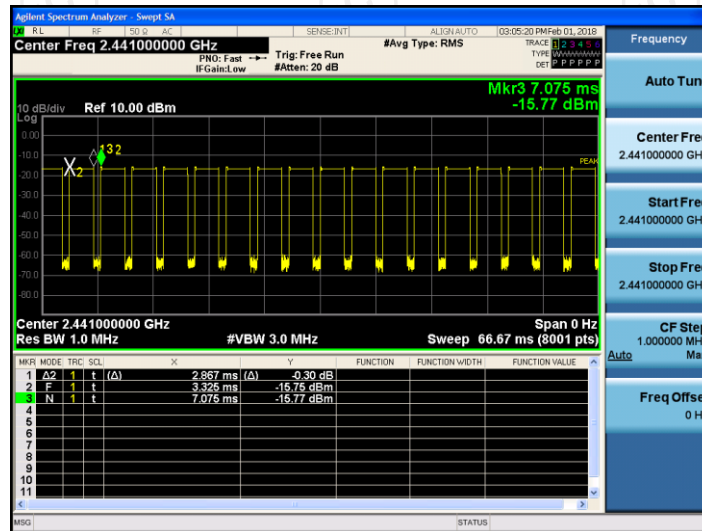 Agilent Spectrum Analyzer - Swept SA
RL RF 50 Ω AC SENSE:INT ALIGN AUTO 03:05:20 PM Feb 01, 2018
Center Freq 2.441000000 GHz
#Avg Type: RMS
TRACE 1 2 3 4 5 6
PNO: Fast Trig: Free Run
TYPE WWWWWW
IFGain:Low #Atten: 20 dB
DET P P P P P P
Mkr3 7.075 ms
-15.77 dBm
10 dB/div Ref 10.00 dBm
Log
0.00
1 3 2
-10.0
X2
PEAK
-20.0
-30.0
-40.0
-50.0
-60.0
-70.0
-80.0
Center 2.441000000 GHz Span 0 Hz
Res BW 1.0 MHz #VBW 3.0 MHz Sweep 66.67 ms (8001 pts)
MKR MODE TRC SCL X Y FUNCTION FUNCTION WIDTH FUNCTION VALUE
1 Δ2 1 t (Δ) 2.867 ms (Δ) -0.30 dB
2 F 1 t 3.325 ms -15.75 dBm
3 N 1 t 7.075 ms -15.77 dBm
4
5
6
7
8
9
10
11
MSG STATUS
Frequency
Auto Tun
Center Fre
2.441000000 GH
Start Fre
2.441000000 GH
Stop Fre
2.441000000 GH
CF Ste
1.000000 MH
Auto Ma
Freq Offse
0 H